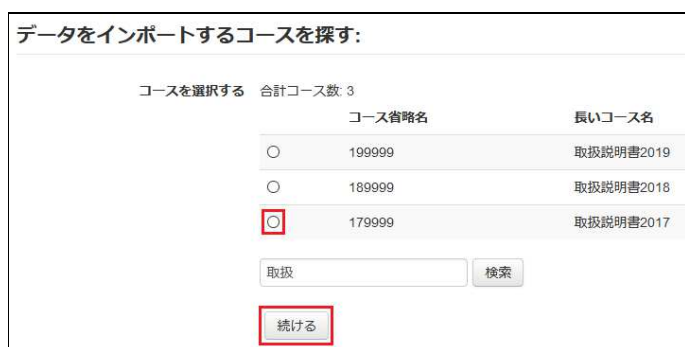 データをインポートするコースを探す:
コースを選択する 合計コース数: 3
コース省略名 長いコース名
199999 取扱説明書2019
189999 取扱説明書2018
179999 取扱説明書2017
取扱 検索
続ける